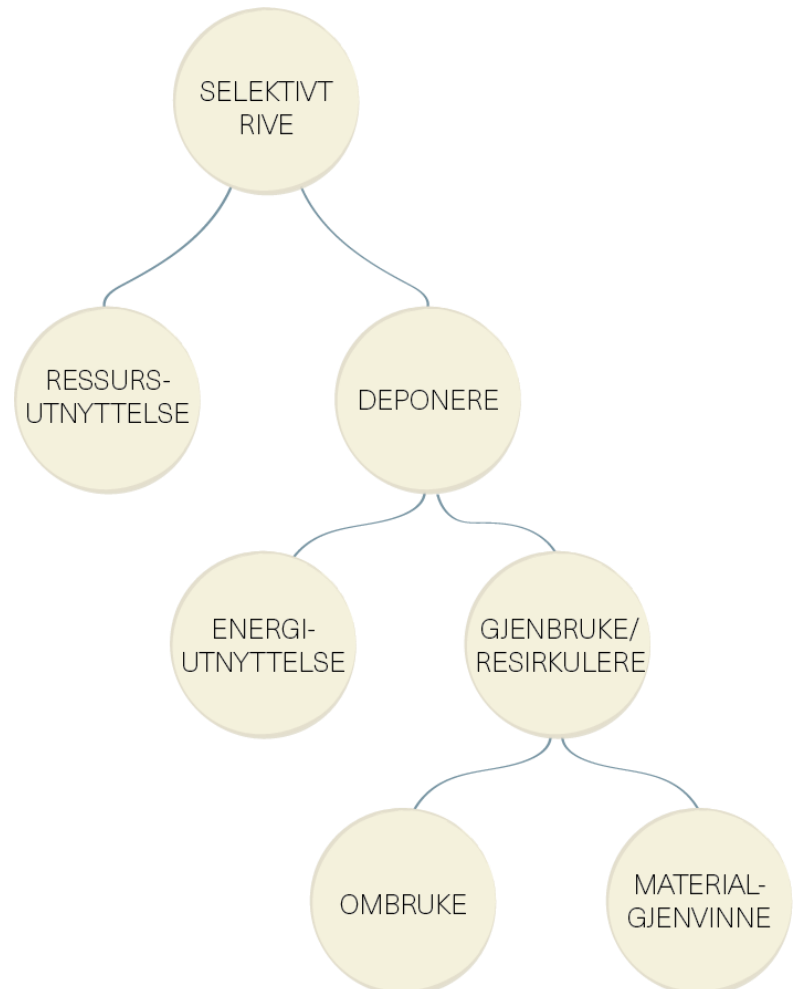 SELEKTIVT
RIVE
RESSURS-
UTNYTTELSE
DEPONERE
ENERGI-
UTNYTTELSE
GJENBRUKE/
RESIRKULERE
OMBRUKE
MATERIAL-
GJENVINNE